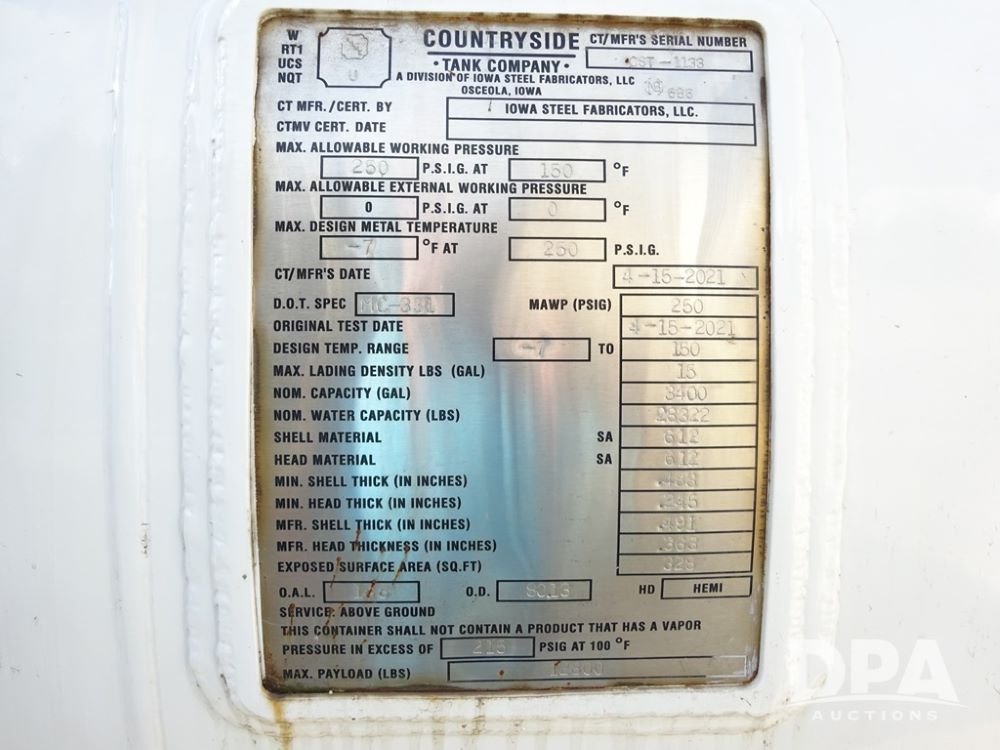 W
RT1
UCS
NQT
U
COUNTRYSIDE
• TANK COMPANY •
A DIVISION OF IOWA STEEL FABRICATORS, LLC
OSCEOLA, IOWA
CT/MFR'S SERIAL NUMBER
CST-1133
686
CT MFR./CERT. BY IOWA STEEL FABRICATORS, LLC.
CTMV CERT. DATE
MAX. ALLOWABLE WORKING PRESSURE
250 P.S.I.G. AT 150 °F
MAX. ALLOWABLE EXTERNAL WORKING PRESSURE
0 P.S.I.G. AT 0 °F
MAX. DESIGN METAL TEMPERATURE
-7 °F AT 250 P.S.I.G.
CT/MFR'S DATE 4-15-2021
D.O.T. SPEC MC-331 MAWP (PSIG) 250
ORIGINAL TEST DATE 4-15-2021
DESIGN TEMP. RANGE -7 TO 150
MAX. LADING DENSITY LBS (GAL) 15
NOM. CAPACITY (GAL) 3400
NOM. WATER CAPACITY (LBS) 28322
SHELL MATERIAL SA 612
HEAD MATERIAL SA 612
MIN. SHELL THICK (IN INCHES)
MIN. HEAD THICK (IN INCHES) .245
MFR. SHELL THICK (IN INCHES) .491
MFR. HEAD THICKNESS (IN INCHES)
EXPOSED SURFACE AREA (SQ.FT) 328
O.A.L. O.D. HD HEMI
SERVICE: ABOVE GROUND
THIS CONTAINER SHALL NOT CONTAIN A PRODUCT THAT HAS A VAPOR
PRESSURE IN EXCESS OF 215 PSIG AT 100 °F
MAX. PAYLOAD (LBS)
DPA
AUCTIONS